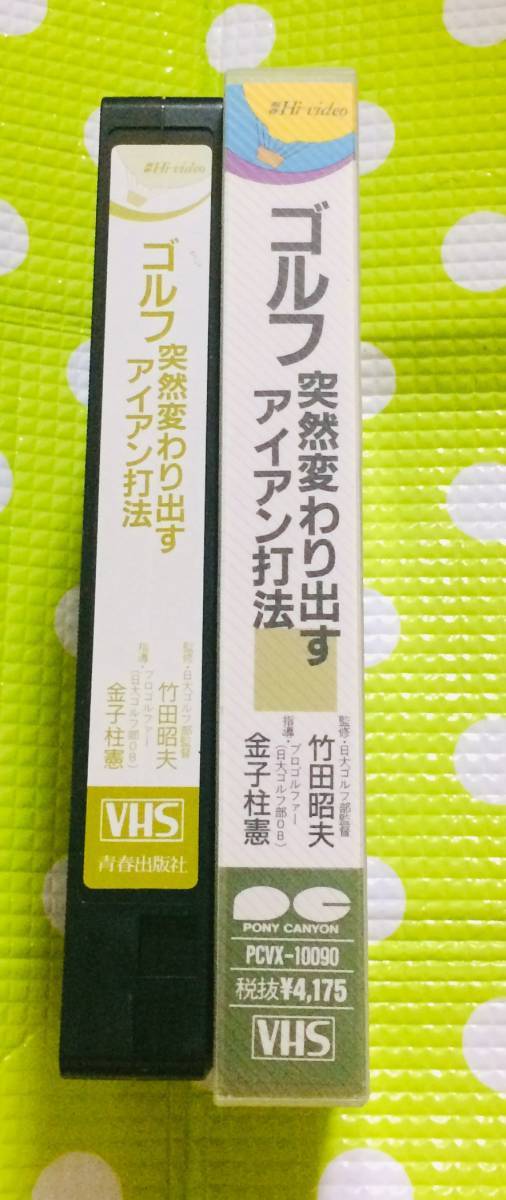 Hi-video
ゴルフ
突然変わり出す
アイアン打法
監修・日大ゴルフ部監督
竹田昭夫
指導・プロゴルファー
(日大ゴルフ部OB)
金子柱憲
VHS
青春出版社
Hi-video
ゴルフ
突然変わり出す
アイアン打法
監修・日大ゴルフ部監督
竹田昭夫
指導・プロゴルファー
(日大ゴルフ部OB)
金子柱憲
PONY CANYON
PCVX-10090
税抜¥4,175
VHS